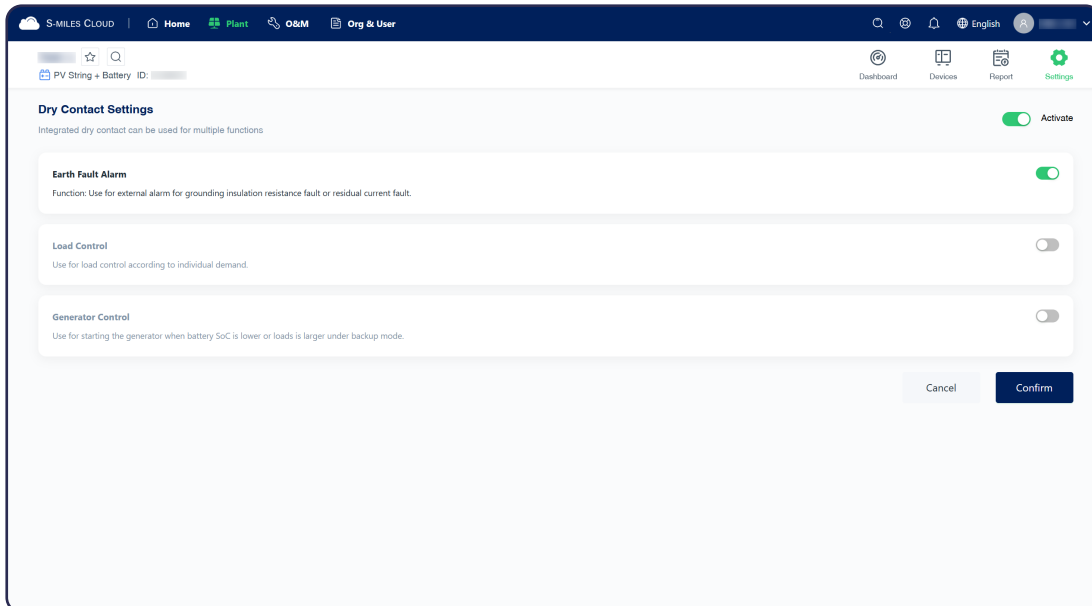 S-MILES CLOUD | Home Plant O&M Org & User English
PV String + Battery ID:
Dashboard Devices Report Settings
Dry Contact Settings
Activate
Integrated dry contact can be used for multiple functions
Earth Fault Alarm
Function: Use for external alarm for grounding insulation resistance fault or residual current fault.
Load Control
Use for load control according to individual demand.
Generator Control
Use for starting the generator when battery SoC is lower or loads is larger under backup mode.
Cancel Confirm